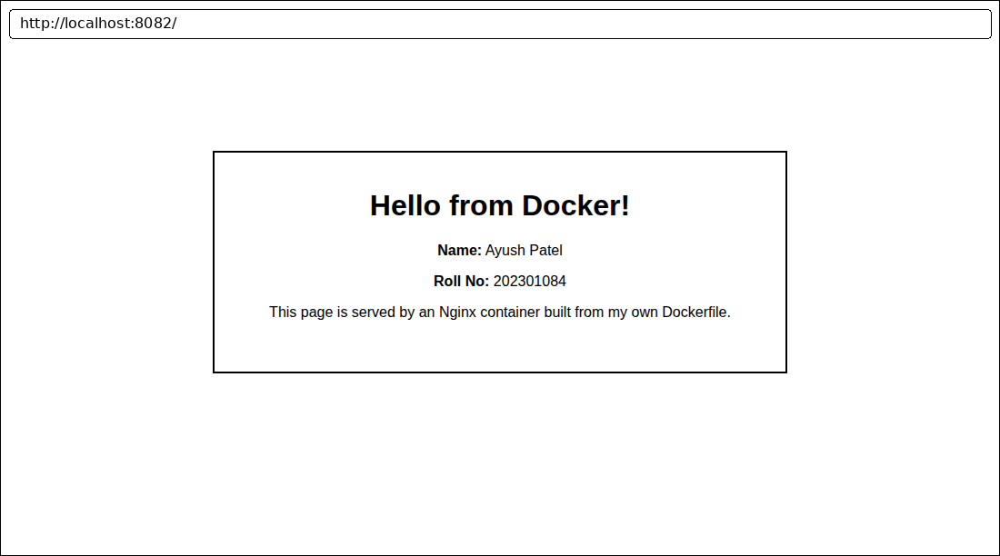 http://localhost:8082/
Hello from Docker!
Name: Ayush Patel
Roll No: 202301084
This page is served by an Nginx container built from my own Dockerfile.